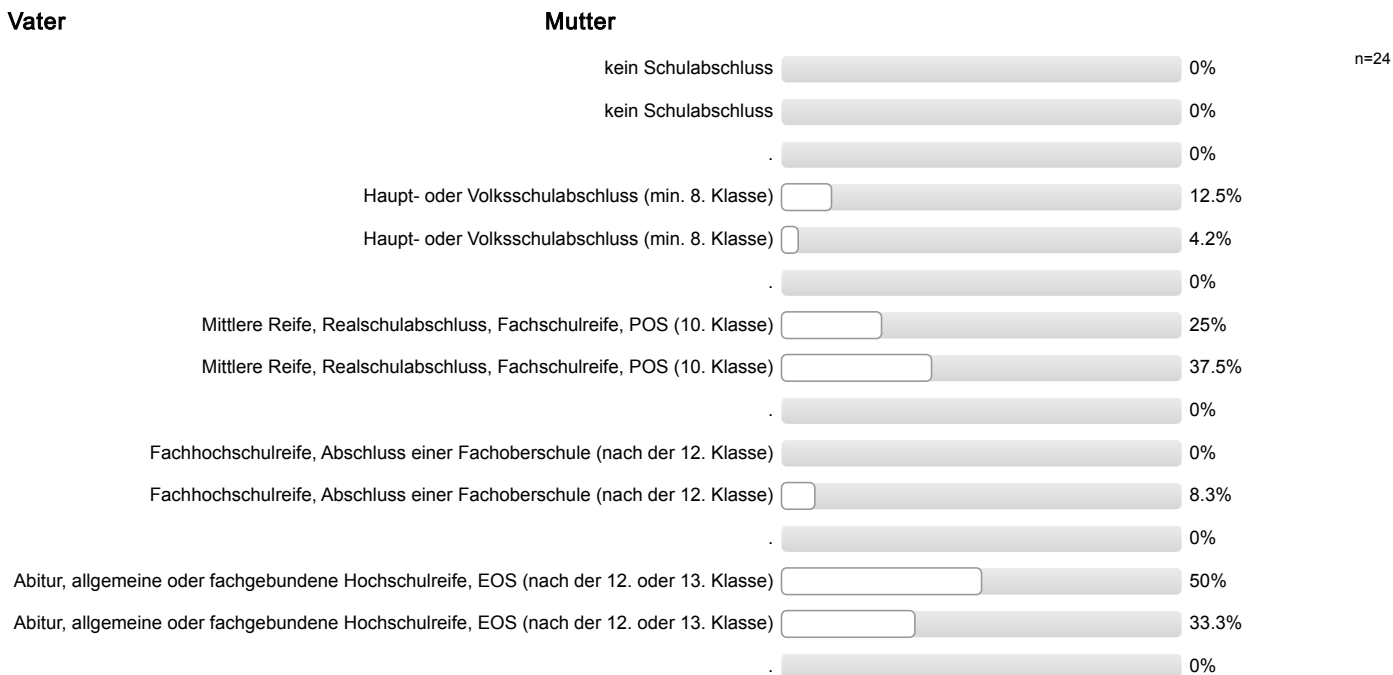 Vater Mutter
n=24
kein Schulabschluss 0%
kein Schulabschluss 0%
. 0%
Haupt- oder Volksschulabschluss (min. 8. Klasse) 12.5%
Haupt- oder Volksschulabschluss (min. 8. Klasse) 4.2%
. 0%
Mittlere Reife, Realschulabschluss, Fachschulreife, POS (10. Klasse) 25%
Mittlere Reife, Realschulabschluss, Fachschulreife, POS (10. Klasse) 37.5%
. 0%
Fachhochschulreife, Abschluss einer Fachoberschule (nach der 12. Klasse) 0%
Fachhochschulreife, Abschluss einer Fachoberschule (nach der 12. Klasse) 8.3%
. 0%
Abitur, allgemeine oder fachgebundene Hochschulreife, EOS (nach der 12. oder 13. Klasse) 50%
Abitur, allgemeine oder fachgebundene Hochschulreife, EOS (nach der 12. oder 13. Klasse) 33.3%
. 0%